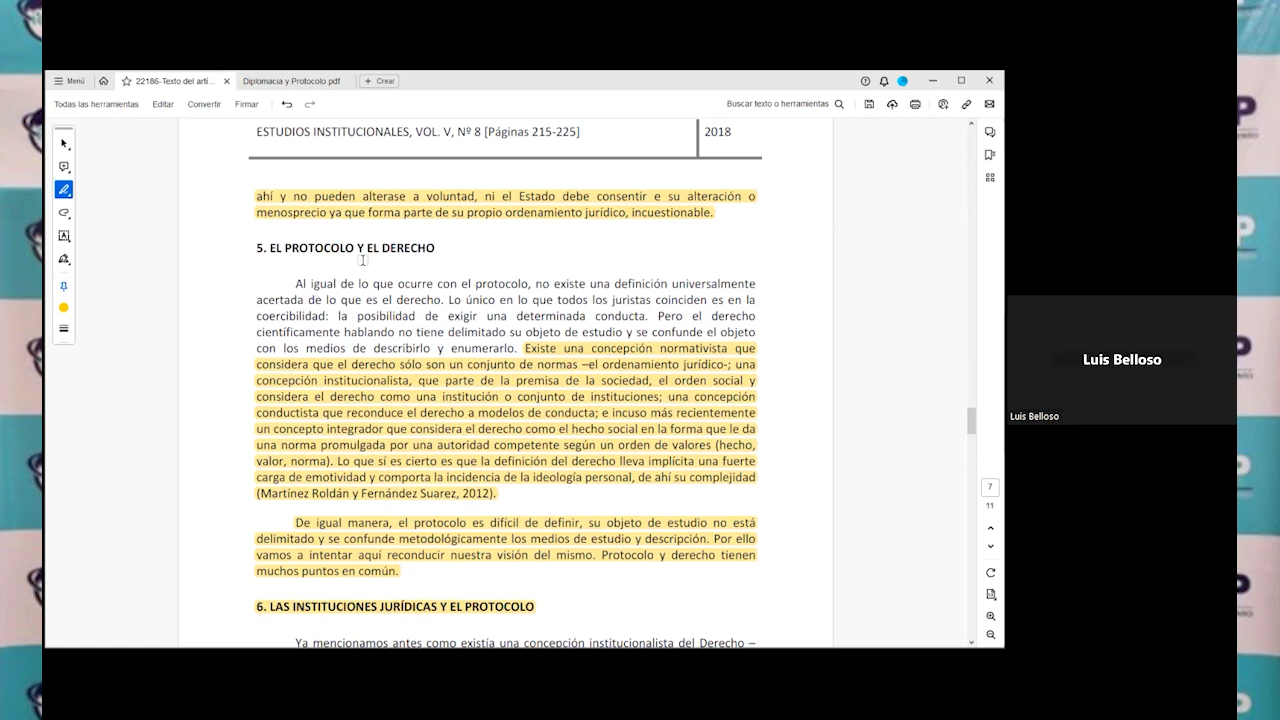 Menú
22186-Texto del artí...
Diplomacia y Protocolo.pdf
Crear
Todas las herramientas
Editar
Convertir
Firmar
Buscar texto o herramientas
ESTUDIOS INSTITUCIONALES, VOL. V, Nº 8 [Páginas 215-225]
2018
ahí y no pueden alterase a voluntad, ni el Estado debe consentir e su alteración o
menosprecio ya que forma parte de su propio ordenamiento jurídico, incuestionable.
5. EL PROTOCOLO Y EL DERECHO
Al igual de lo que ocurre con el protocolo, no existe una definición universalmente
acertada de lo que es el derecho. Lo único en lo que todos los juristas coinciden es en la
coercibilidad: la posibilidad de exigir una determinada conducta. Pero el derecho
científicamente hablando no tiene delimitado su objeto de estudio y se confunde el objeto
con los medios de describirlo y enumerarlo. Existe una concepción normativista que
considera que el derecho sólo son un conjunto de normas –el ordenamiento jurídico-; una
concepción institucionalista, que parte de la premisa de la sociedad, el orden social y
considera el derecho como una institución o conjunto de instituciones; una concepción
conductista que reconduce el derecho a modelos de conducta; e incuso más recientemente
un concepto integrador que considera el derecho como el hecho social en la forma que le da
una norma promulgada por una autoridad competente según un orden de valores (hecho,
valor, norma). Lo que sí es cierto es que la definición del derecho lleva implícita una fuerte
carga de emotividad y comporta la incidencia de la ideología personal, de ahí su complejidad
(Martínez Roldán y Fernández Suarez, 2012).
De igual manera, el protocolo es difícil de definir, su objeto de estudio no está
delimitado y se confunde metodológicamente los medios de estudio y descripción. Por ello
vamos a intentar aquí reconducir nuestra visión del mismo. Protocolo y derecho tienen
muchos puntos en común.
6. LAS INSTITUCIONES JURÍDICAS Y EL PROTOCOLO
Ya mencionamos antes como existía una concepción institucionalista del Derecho –
7
11
Luis Belloso
Luis Belloso